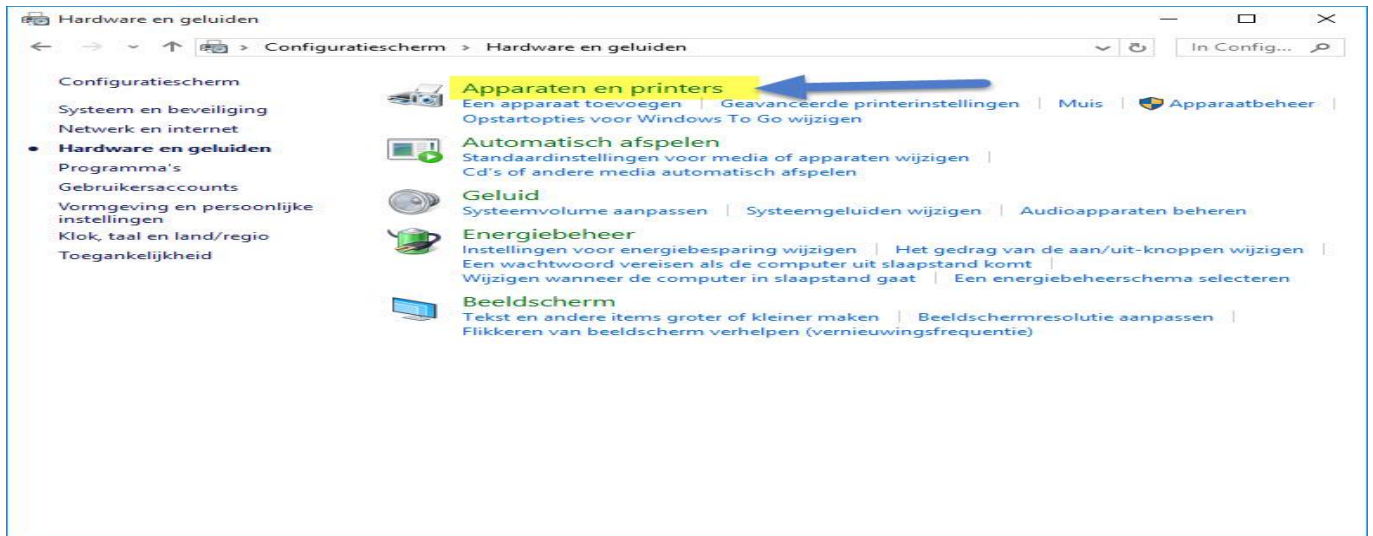 Hardware en geluiden
Configuratiescherm > Hardware en geluiden
In Config...
Configuratiescherm
Systeem en beveiliging
Netwerk en internet
Hardware en geluiden
Programma's
Gebruikersaccounts
Vormgeving en persoonlijke
instellingen
Klok, taal en land/regio
Toegankelijkheid
Apparaten en printers
Een apparaat toevoegen | Geavanceerde printerinstellingen | Muis | Apparaatbeheer |
Opstartopties voor Windows To Go wijzigen
Automatisch afspelen
Standaardinstellingen voor media of apparaten wijzigen |
Cd's of andere media automatisch afspelen
Geluid
Systeemvolume aanpassen | Systeemgeluiden wijzigen | Audioapparaten beheren
Energiebeheer
Instellingen voor energiebesparing wijzigen | Het gedrag van de aan/uit-knoppen wijzigen |
Een wachtwoord vereisen als de computer uit slaapstand komt |
Wijzigen wanneer de computer in slaapstand gaat | Een energiebeheerschema selecteren
Beeldscherm
Tekst en andere items groter of kleiner maken | Beeldschermresolutie aanpassen |
Flikkeren van beeldscherm verhelpen (vernieuwingsfrequentie)